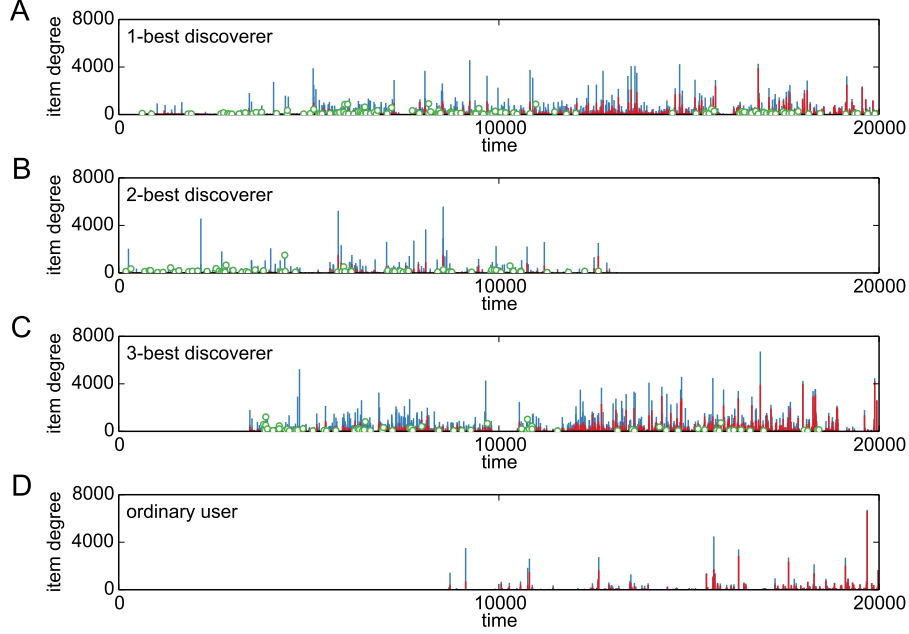 A
item degree
8000
4000
0
1-best discoverer
0
10000
20000
time
B
item degree
8000
4000
0
2-best discoverer
0
10000
20000
time
C
item degree
8000
4000
0
3-best discoverer
0
10000
20000
time
D
item degree
8000
4000
0
ordinary user
0
10000
20000
time